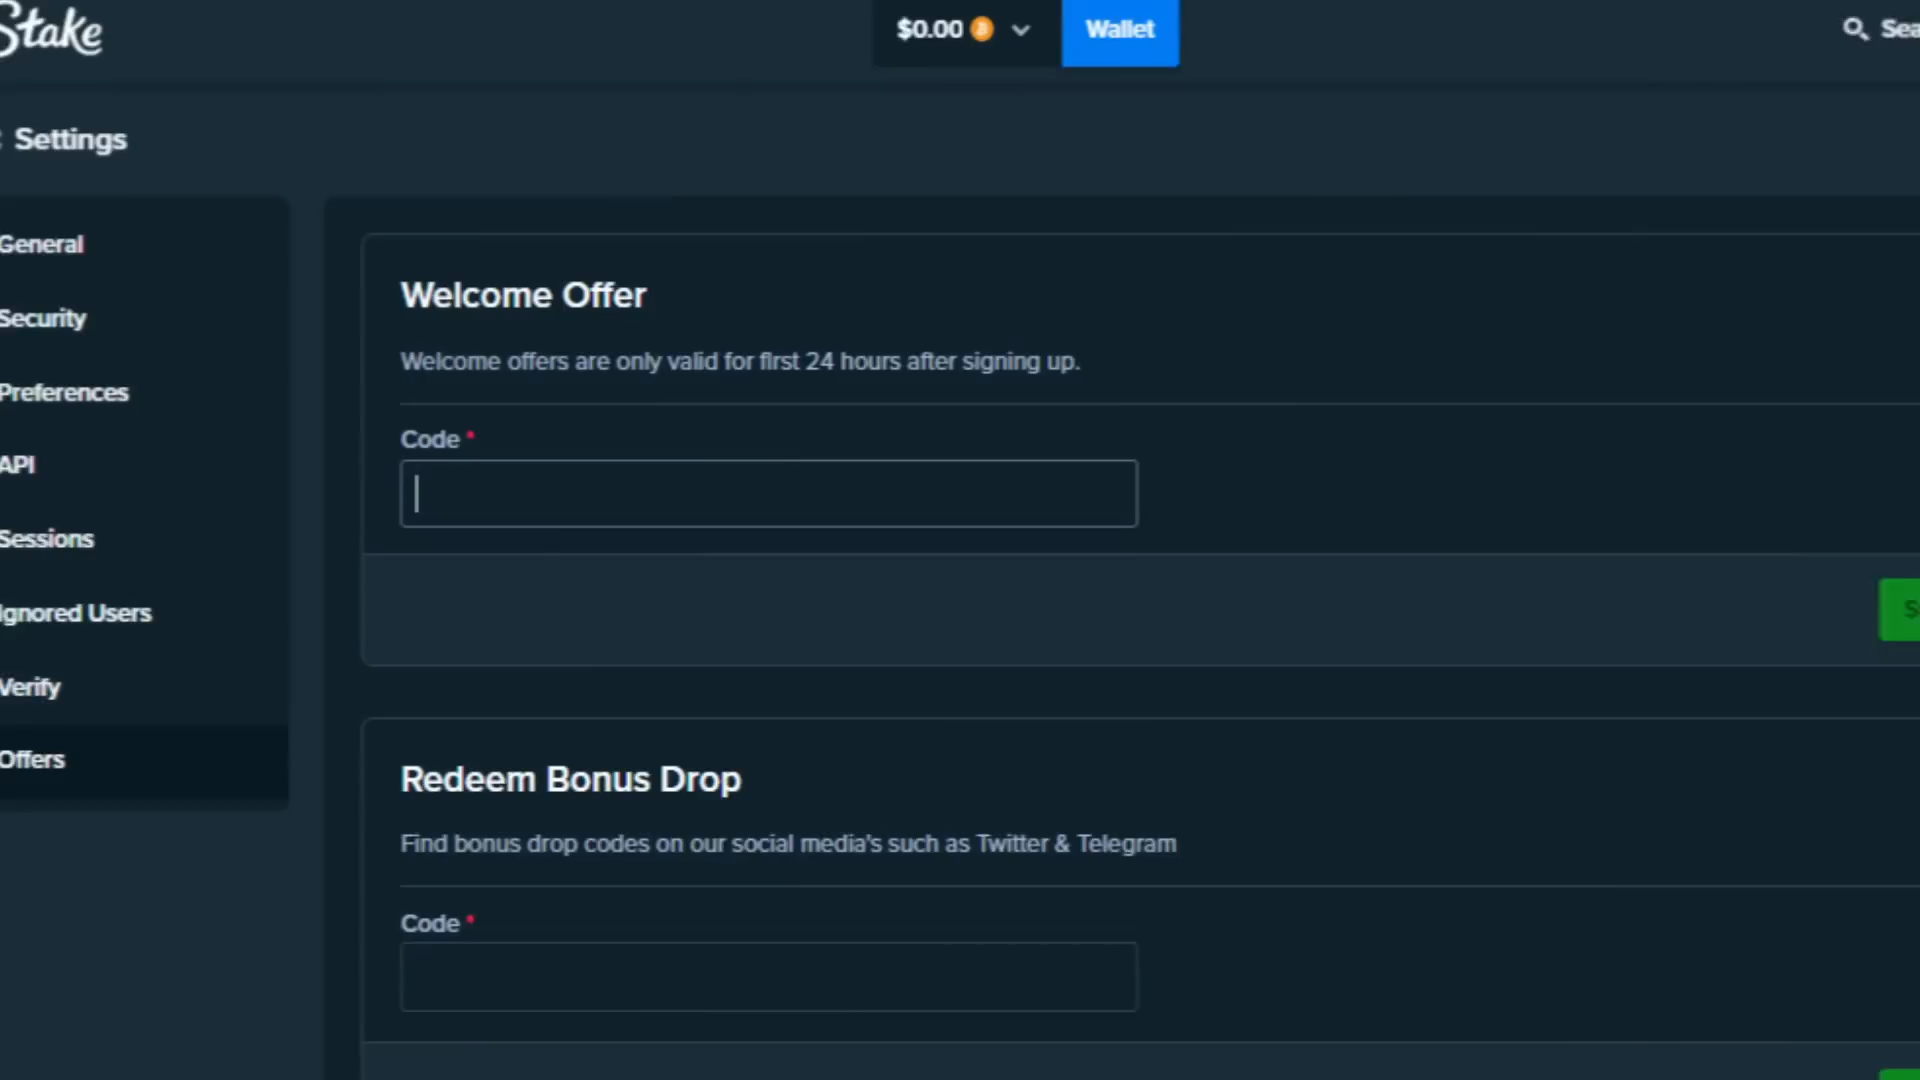 Stake
$0.00
Wallet
Sea
Settings
General
Security
Preferences
API
Sessions
Ignored Users
Verify
Offers
Welcome Offer
Welcome offers are only valid for first 24 hours after signing up.
Code *
S
Redeem Bonus Drop
Find bonus drop codes on our social media's such as Twitter & Telegram
Code *